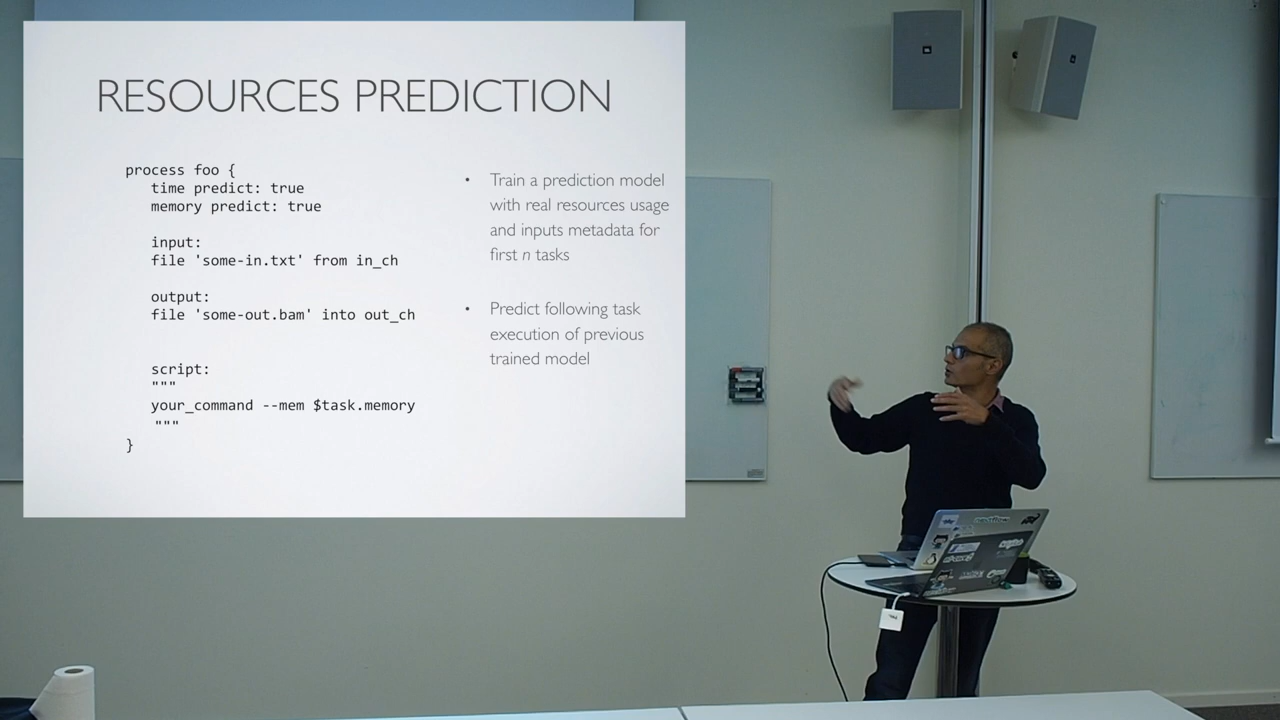 RESOURCES PREDICTION
process foo {
time predict: true
memory predict: true
input:
file 'some-in.txt' from in_ch
output:
file 'some-out.bam' into out_ch
script:
"""
your_command --mem $task.memory
"""
}
• Train a prediction model
with real resources usage
and inputs metadata for
first n tasks
• Predict following task
execution of previous
trained model